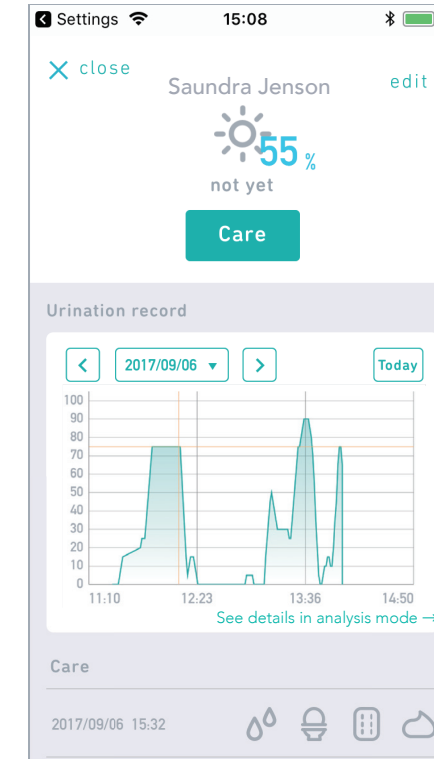 Settings 15:08
close
edit
Saundra Jenson
55 %
not yet
Care
Urination record
2017/09/06
Today
100
90
80
70
60
50
40
30
20
10
0
11:10 12:23 13:36 14:50
See details in analysis mode →
Care
2017/09/06 15:32